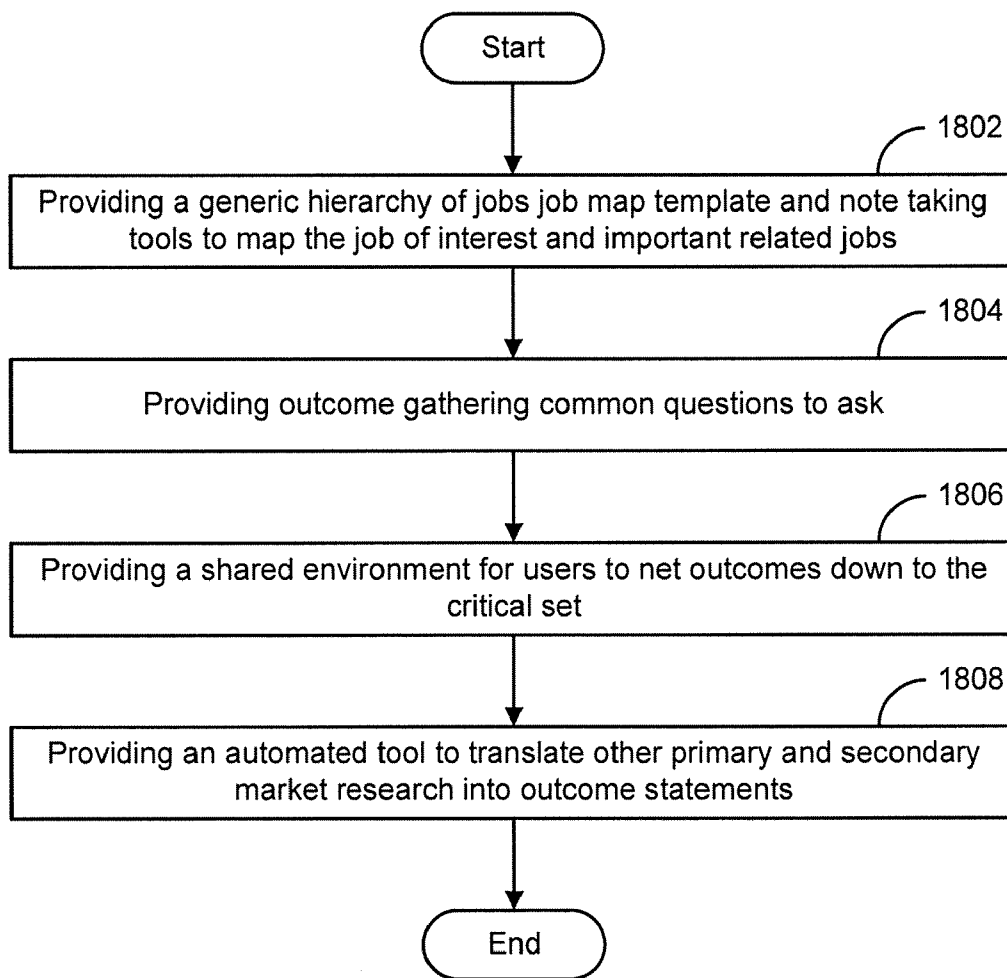 Start
1802
Providing a generic hierarchy of jobs job map template and note taking
tools to map the job of interest and important related jobs
1804
Providing outcome gathering common questions to ask
1806
Providing a shared environment for users to net outcomes down to the
critical set
1808
Providing an automated tool to translate other primary and secondary
market research into outcome statements
End